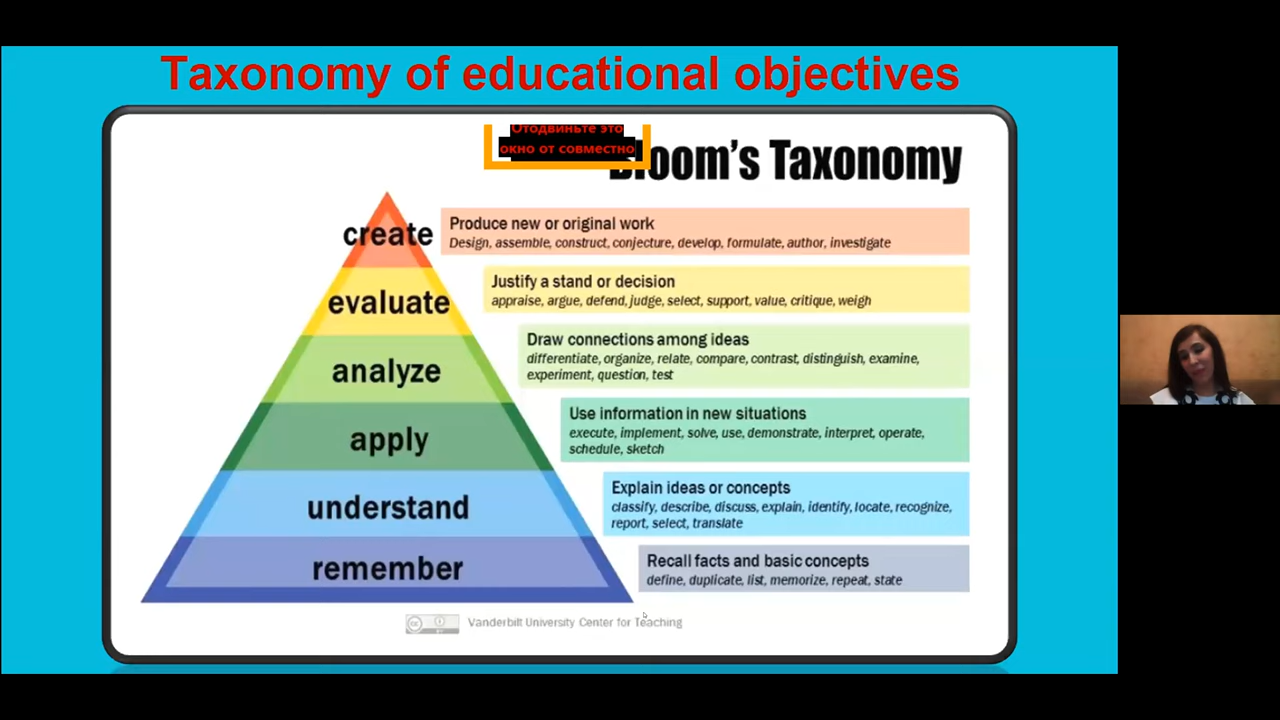 Taxonomy of educational objectives
Отодвиньте это
окно от совместно
Bloom's Taxonomy
create
Produce new or original work
Design, assemble, construct, conjecture, develop, formulate, author, investigate
evaluate
Justify a stand or decision
appraise, argue, defend, judge, select, support, value, critique, weigh
analyze
Draw connections among ideas
differentiate, organize, relate, compare, contrast, distinguish, examine,
experiment, question, test
apply
Use information in new situations
execute, implement, solve, use, demonstrate, interpret, operate,
schedule, sketch
understand
Explain ideas or concepts
classify, describe, discuss, explain, identify, locate, recognize,
report, select, translate
remember
Recall facts and basic concepts
define, duplicate, list, memorize, repeat, state
Vanderbilt University Center for Teaching